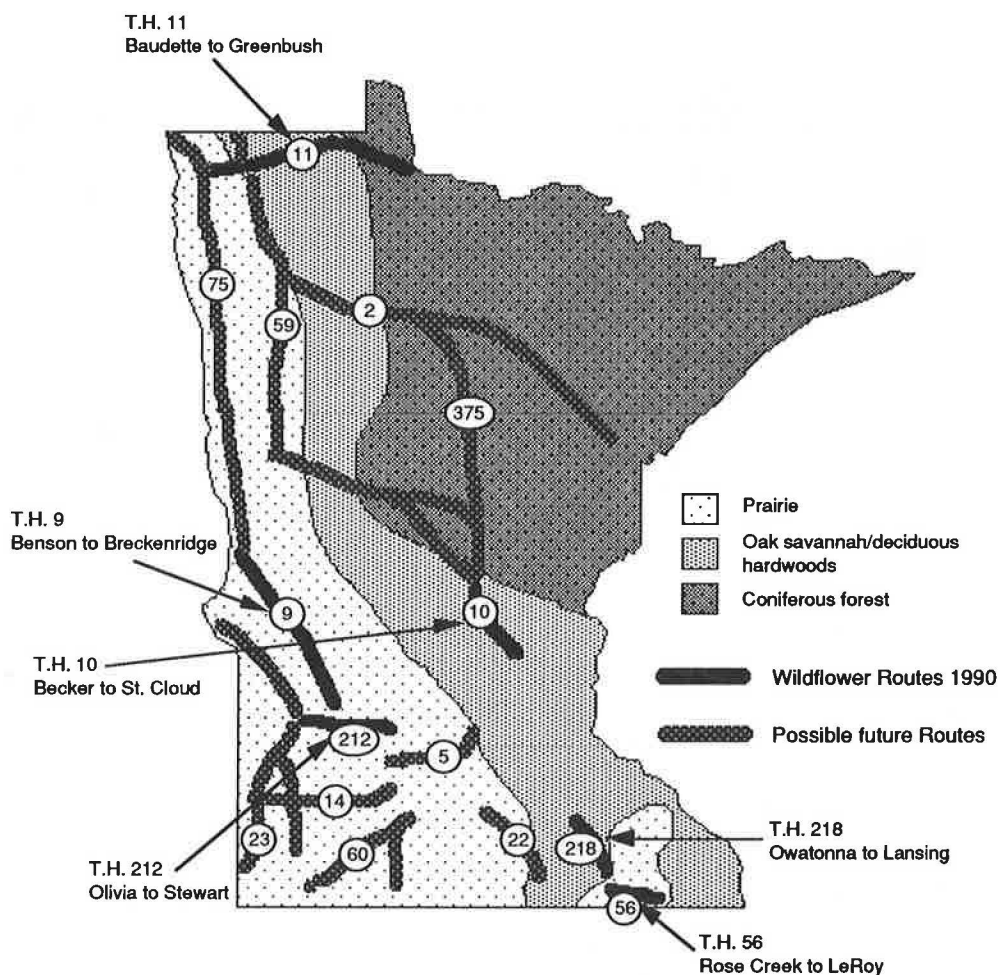 T.H. 11
Baudette to Greenbush
11
75
2
59
375
T.H. 9
Benson to Breckenridge
9
Prairie
Oak savannah/deciduous
hardwoods
Coniferous forest
10
T.H. 10
Becker to St. Cloud
Wildflower Routes 1990
Possible future Routes
212
5
14
23
60
22
218
T.H. 218
Owatonna to Lansing
T.H. 212
Olivia to Stewart
56
T.H. 56
Rose Creek to LeRoy